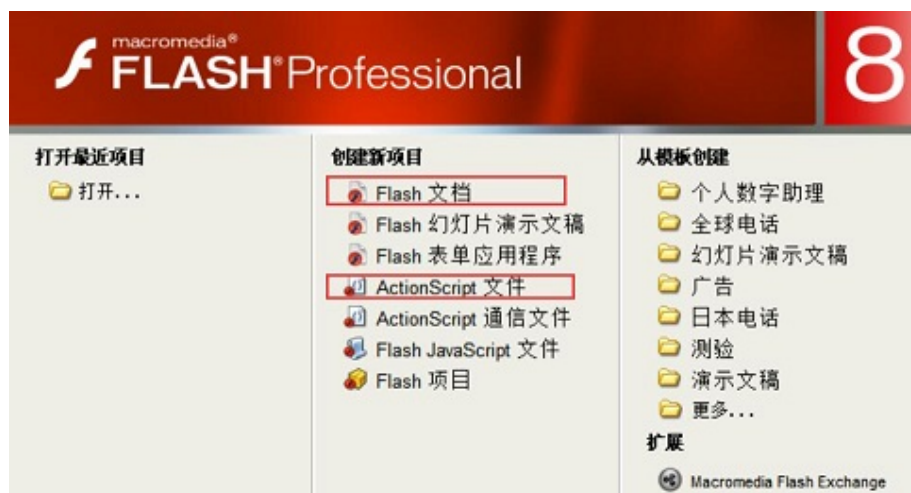 macromedia®
FLASH® Professional
8
打开最近项目
打开...
创建新项目
Flash 文档
Flash 幻灯片演示文稿
Flash 表单应用程序
ActionScript 文件
ActionScript 通信文件
Flash JavaScript 文件
Flash 项目
从模板创建
个人数字助理
全球电话
幻灯片演示文稿
广告
日本电话
测验
演示文稿
更多...
扩展
Macromedia Flash Exchange